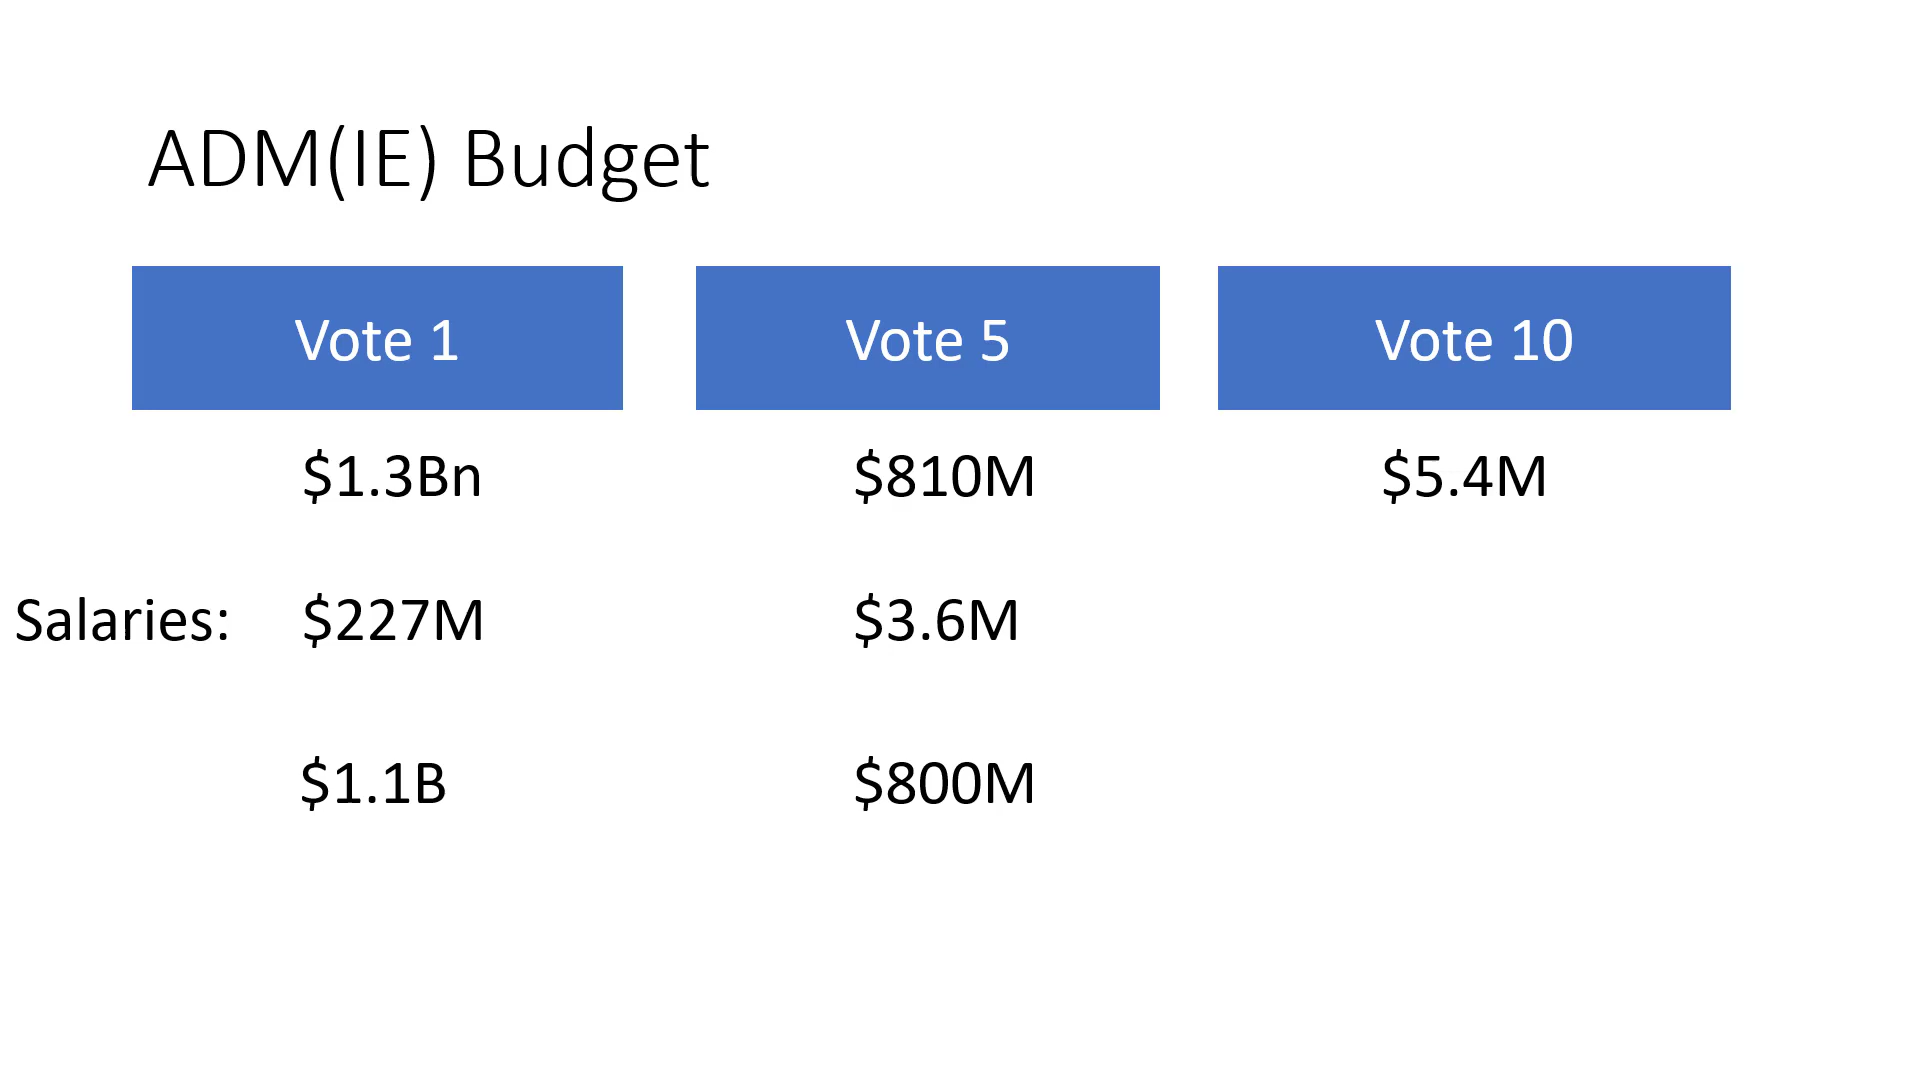 ADM(IE) Budget
Vote 1 Vote 5 Vote 10
$1.3Bn $810M $5.4M
Salaries: $227M $3.6M
$1.1B $800M